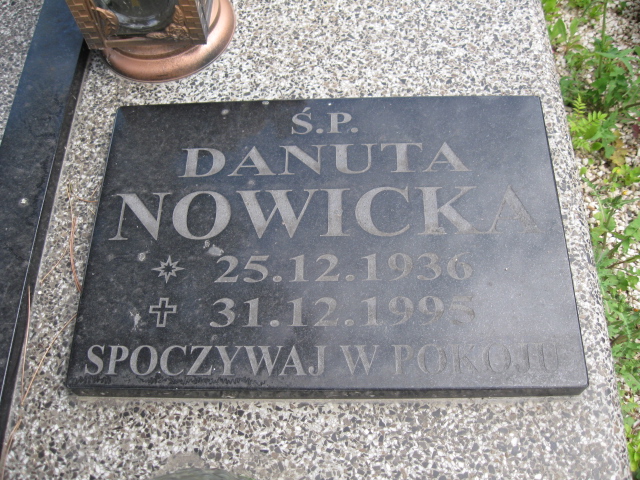 Ś.P.
DANUTA
NOWICKA
25.12.1936
31.12.1995
SPOCZYWAJ W POKOJU